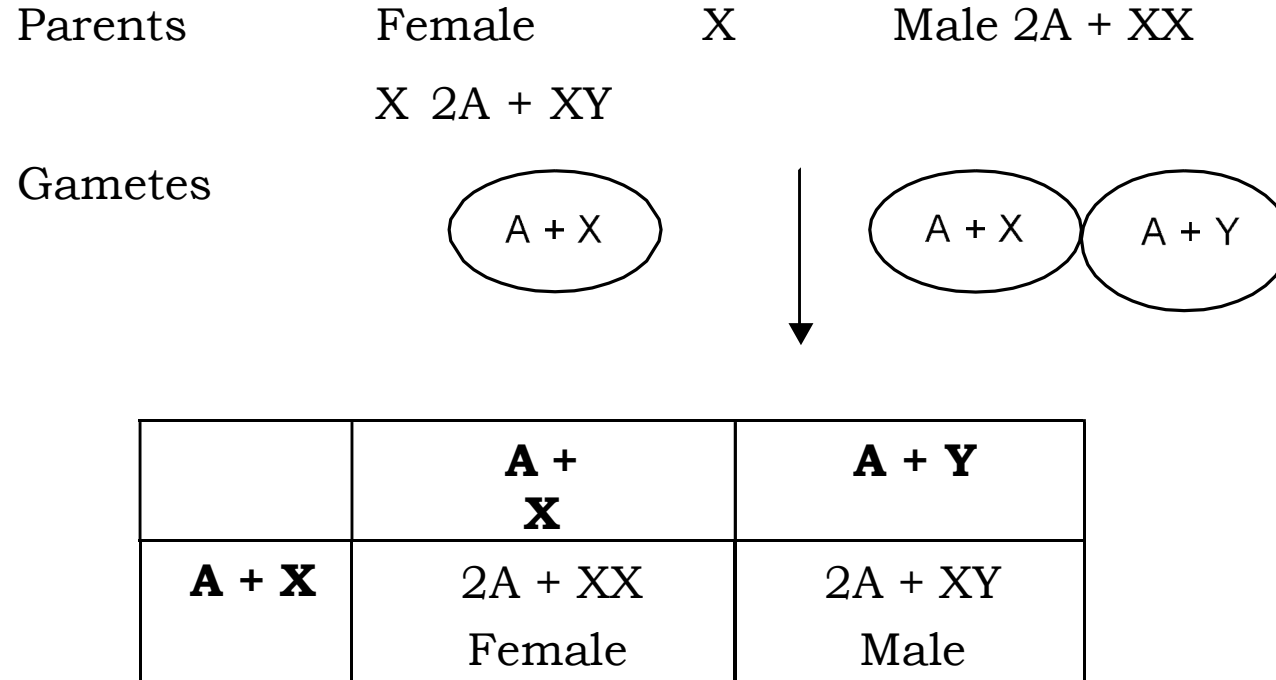 Parents Female X Male 2A + XX
X 2A + XY
Gametes
A + X A + X A + Y
A + A + Y
X
A + X 2A + XX 2A + XY
Female Male